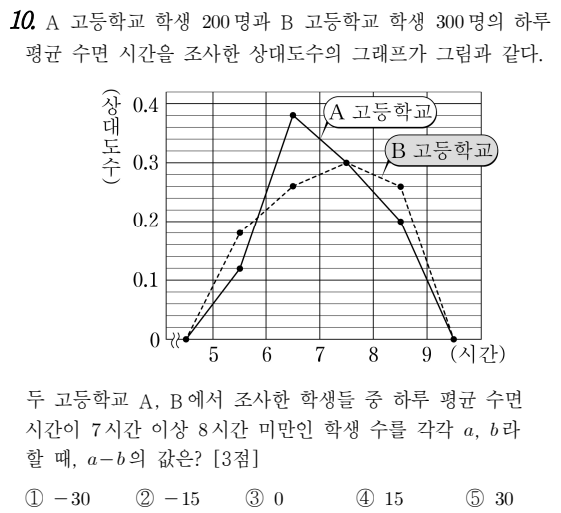 10. A 고등학교 학생 200명과 B 고등학교 학생 300명의 하루
평균 수면 시간을 조사한 상대도수의 그래프가 그림과 같다.
(상대도수)
0.4
0.3
0.2
0.1
0
A 고등학교
B 고등학교
5 6 7 8 9 (시간)
두 고등학교 A, B에서 조사한 학생들 중 하루 평균 수면
시간이 7시간 이상 8시간 미만인 학생 수를 각각 a, b라
할 때, a-b의 값은? [3점]
① -30 ② -15 ③ 0 ④ 15 ⑤ 30